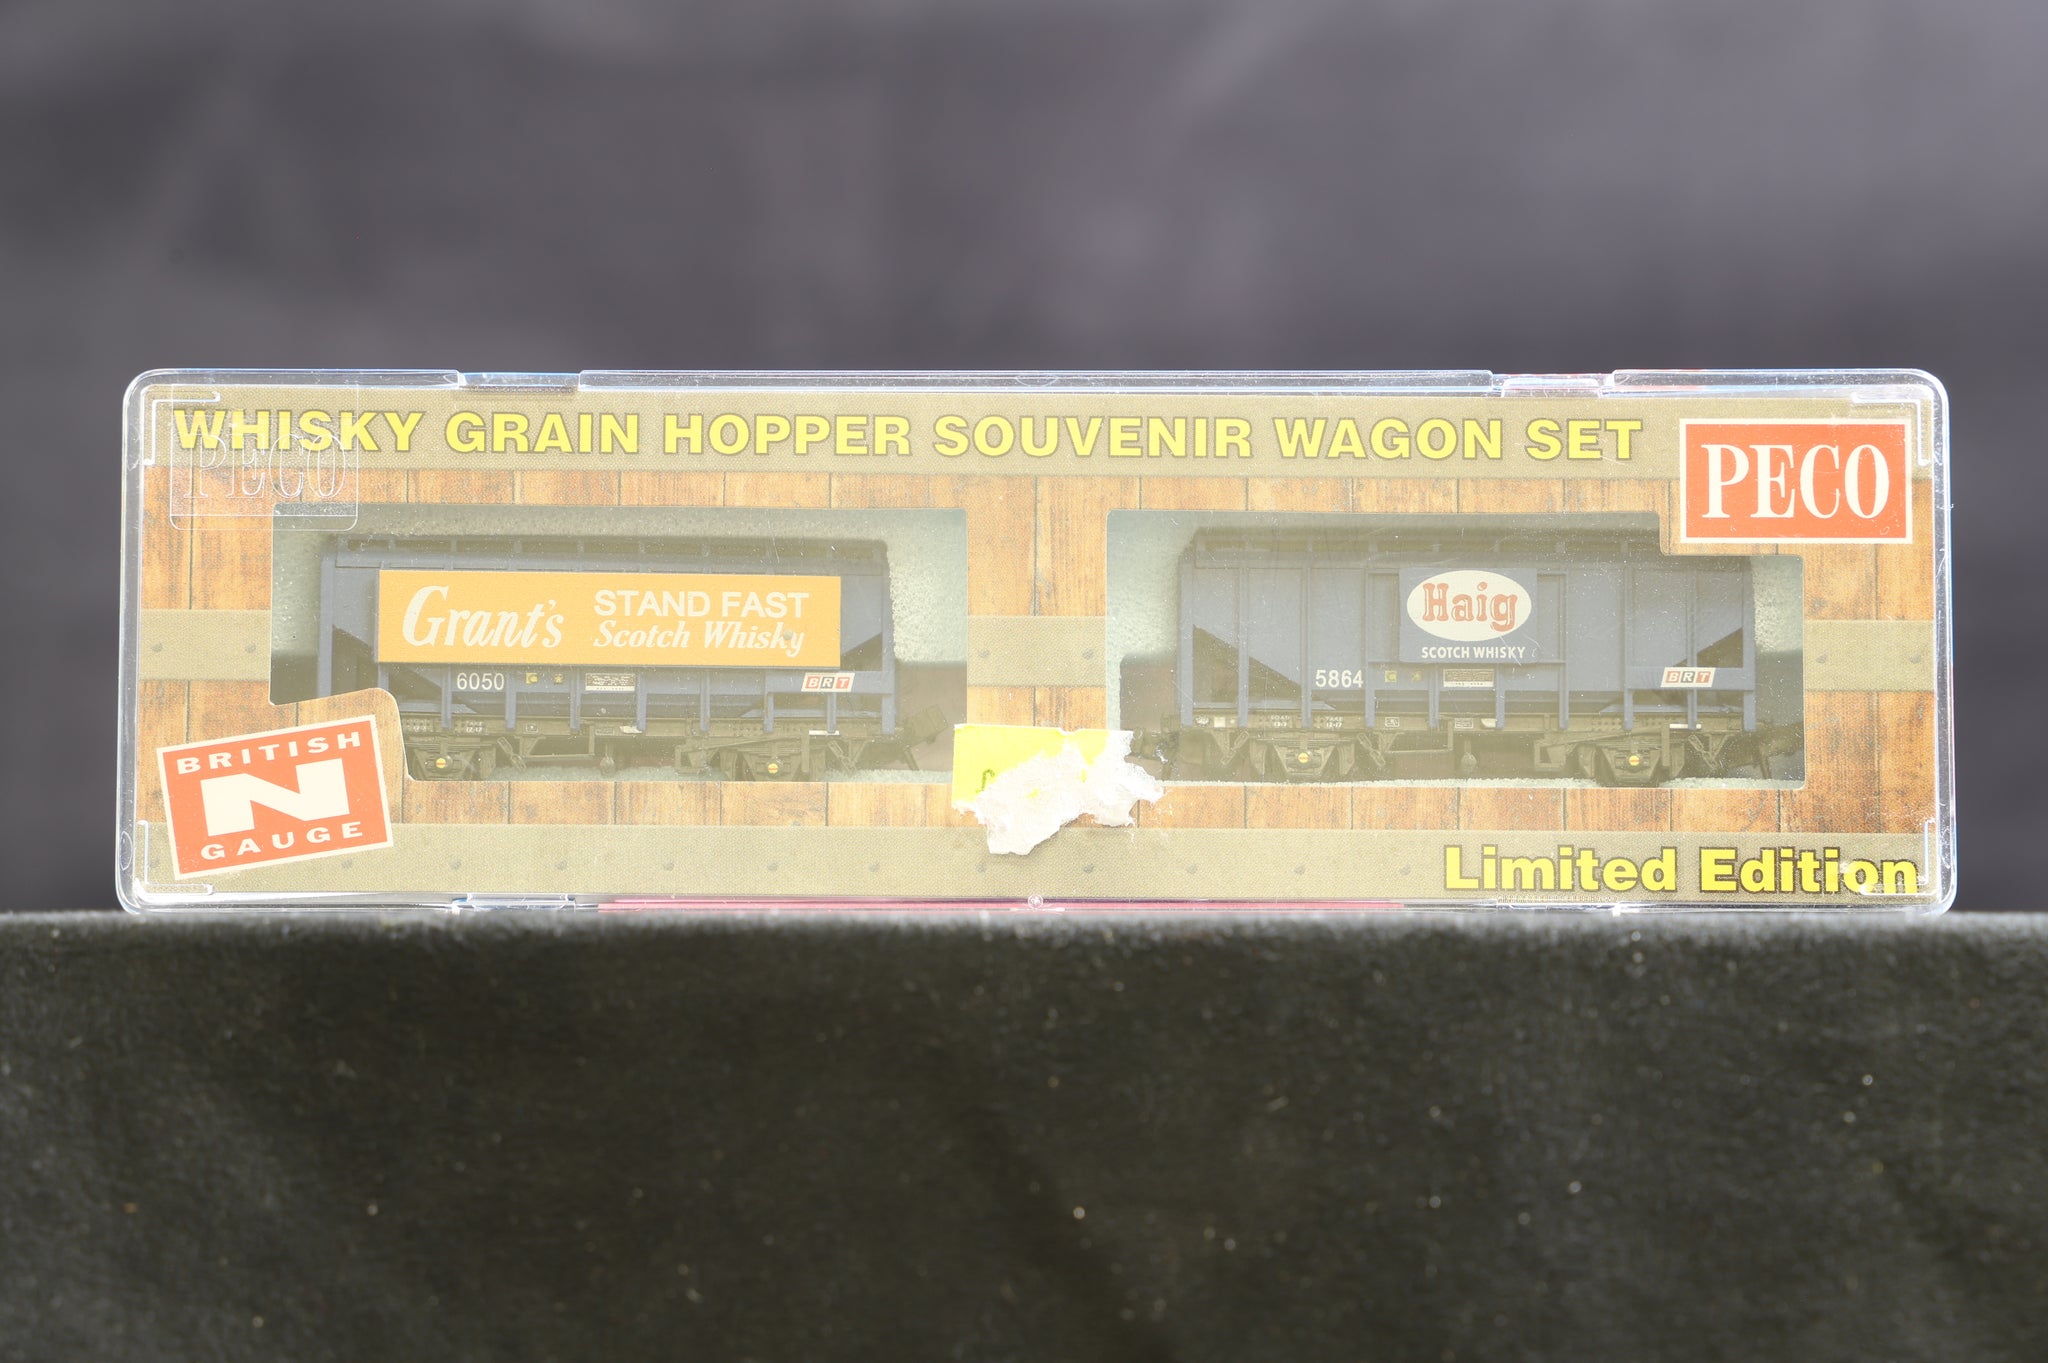 WHISKY GRAIN HOPPER SOUVENIR WAGON SET
PECO
PECO
Grant's
STAND FAST
Scotch Whisky
6050
BRT
Haig
SCOTCH WHISKY
5864
BRT
BRITISH
N
GAUGE
Limited Edition